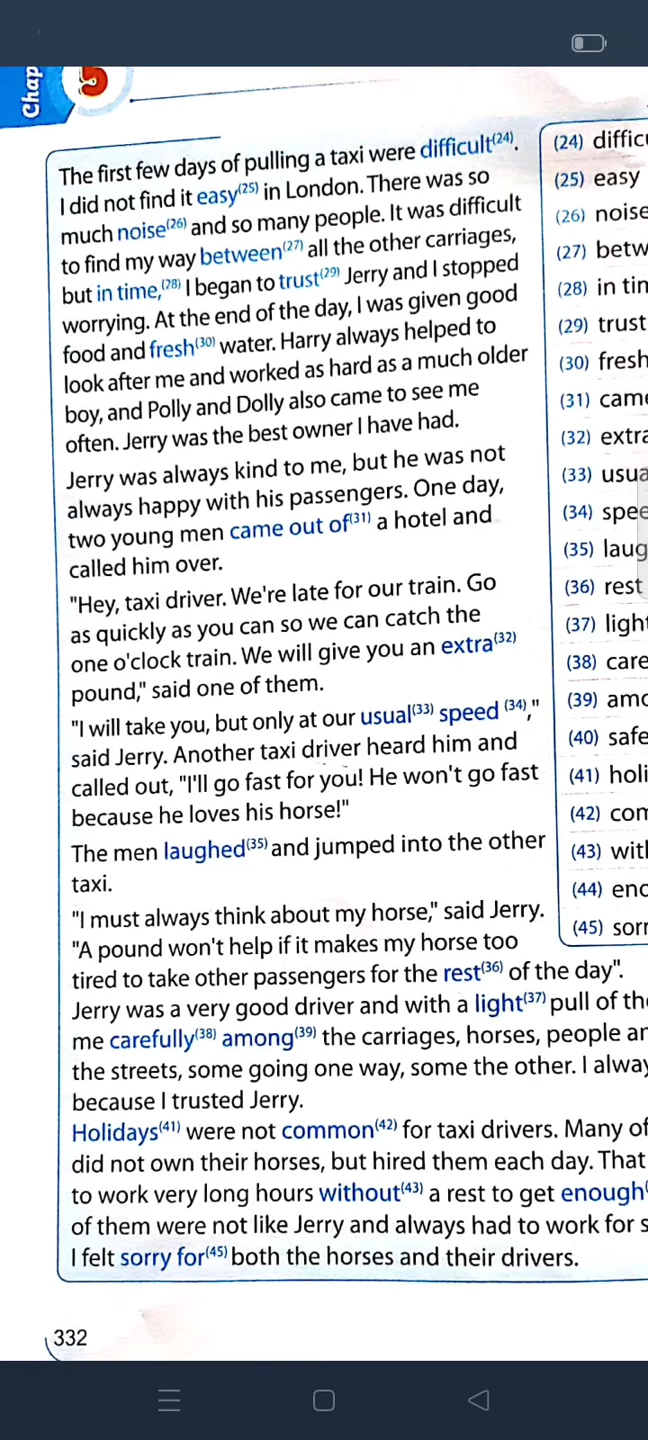 Chap
5
The first few days of pulling a taxi were difficult(24).
I did not find it easy(25) in London. There was so
much noise(26) and so many people. It was difficult
to find my way between(27) all the other carriages,
but in time,(28) I began to trust(29) Jerry and I stopped
worrying. At the end of the day, I was given good
food and fresh(30) water. Harry always helped to
look after me and worked as hard as a much older
boy, and Polly and Dolly also came to see me
often. Jerry was the best owner I have had.
Jerry was always kind to me, but he was not
always happy with his passengers. One day,
two young men came out of(31) a hotel and
called him over.
"Hey, taxi driver. We're late for our train. Go
as quickly as you can so we can catch the
one o'clock train. We will give you an extra(32)
pound," said one of them.
"I will take you, but only at our usual(33) speed (34),"
said Jerry. Another taxi driver heard him and
called out, "I'll go fast for you! He won't go fast
because he loves his horse!"
The men laughed(35) and jumped into the other
taxi.
"I must always think about my horse," said Jerry.
"A pound won't help if it makes my horse too
tired to take other passengers for the rest(36) of the day".
Jerry was a very good driver and with a light(37) pull of th
me carefully(38) among(39) the carriages, horses, people an
the streets, some going one way, some the other. I alway
because I trusted Jerry.
Holidays(41) were not common(42) for taxi drivers. Many of
did not own their horses, but hired them each day. That
to work very long hours without(43) a rest to get enough(
of them were not like Jerry and always had to work for s
I felt sorry for(45) both the horses and their drivers.
(24) difficu
(25) easy
(26) noise
(27) betw
(28) in tim
(29) trust
(30) fresh
(31) came
(32) extra
(33) usua
(34) spee
(35) laug
(36) rest
(37) light
(38) care
(39) amo
(40) safe
(41) holi
(42) com
(43) with
(44) eno
(45) sorr
332